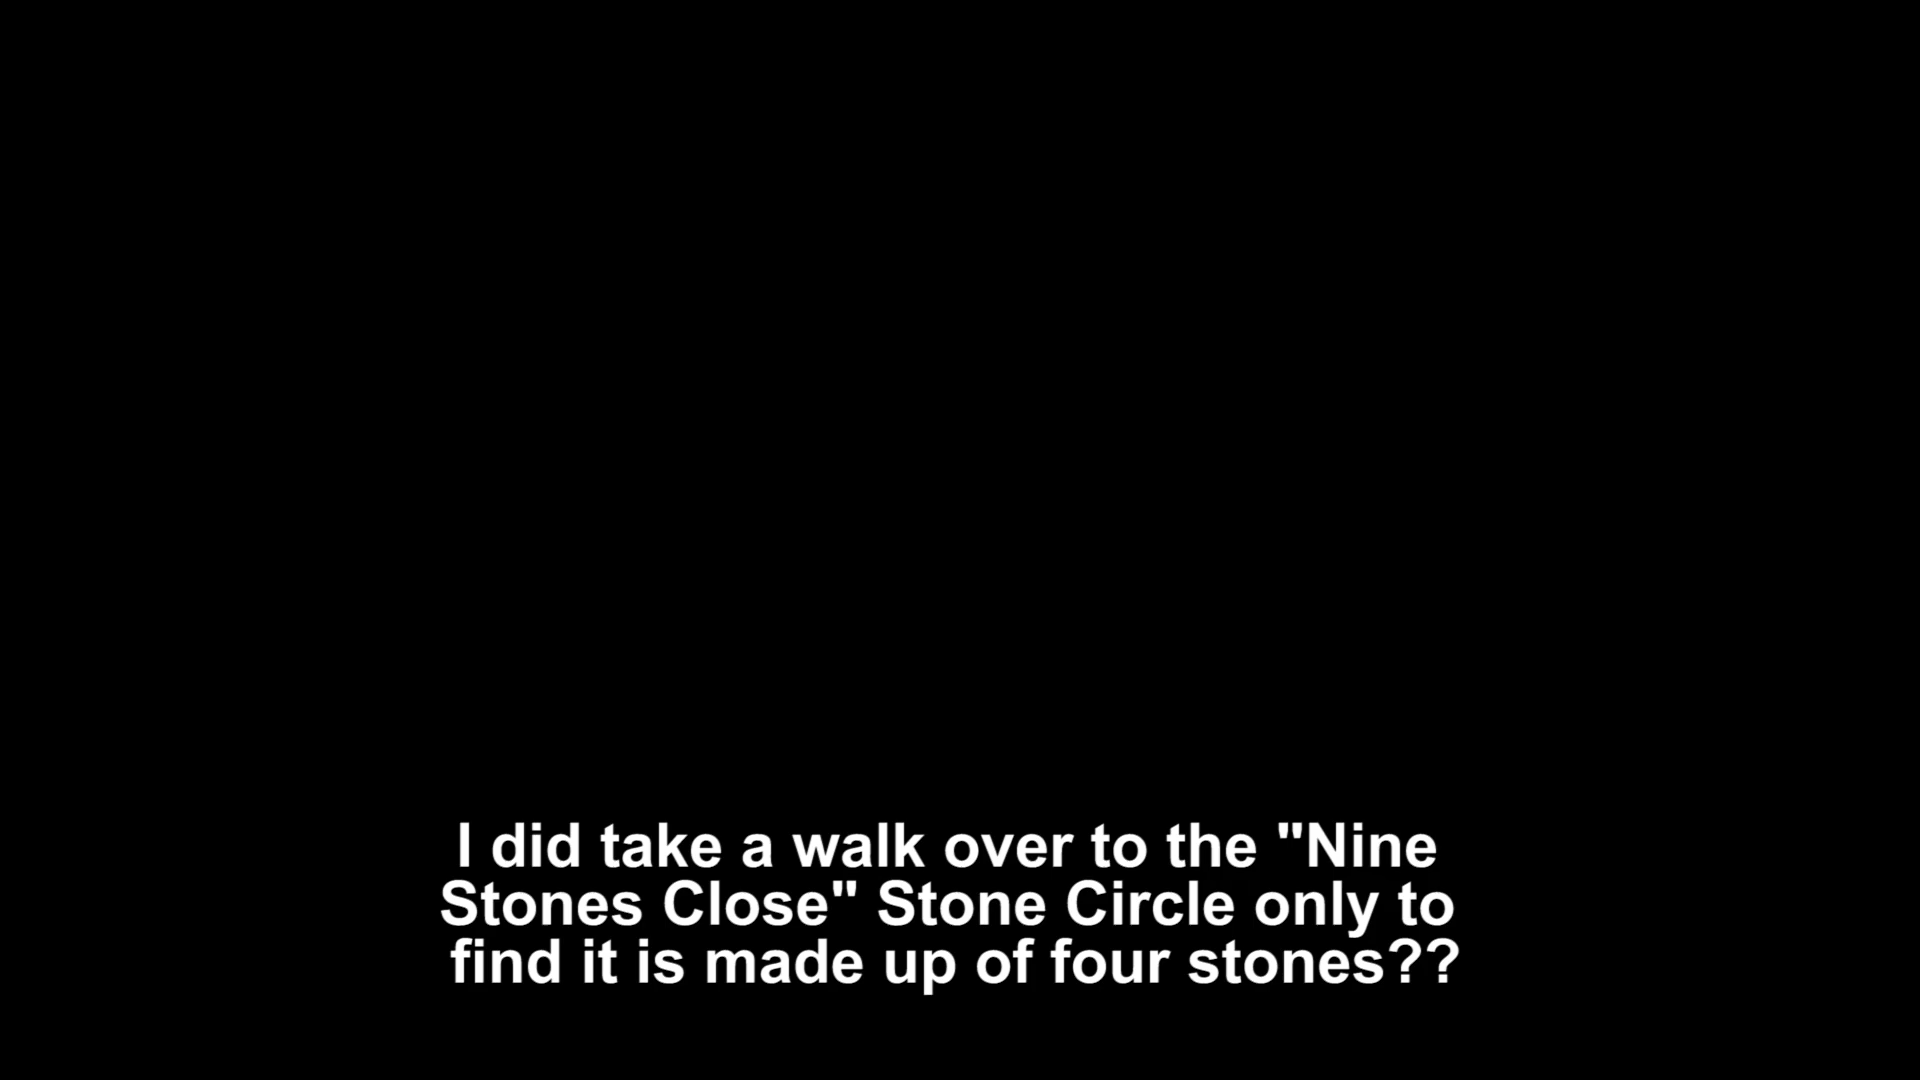 I did take a walk over to the "Nine
Stones Close" Stone Circle only to
find it is made up of four stones??